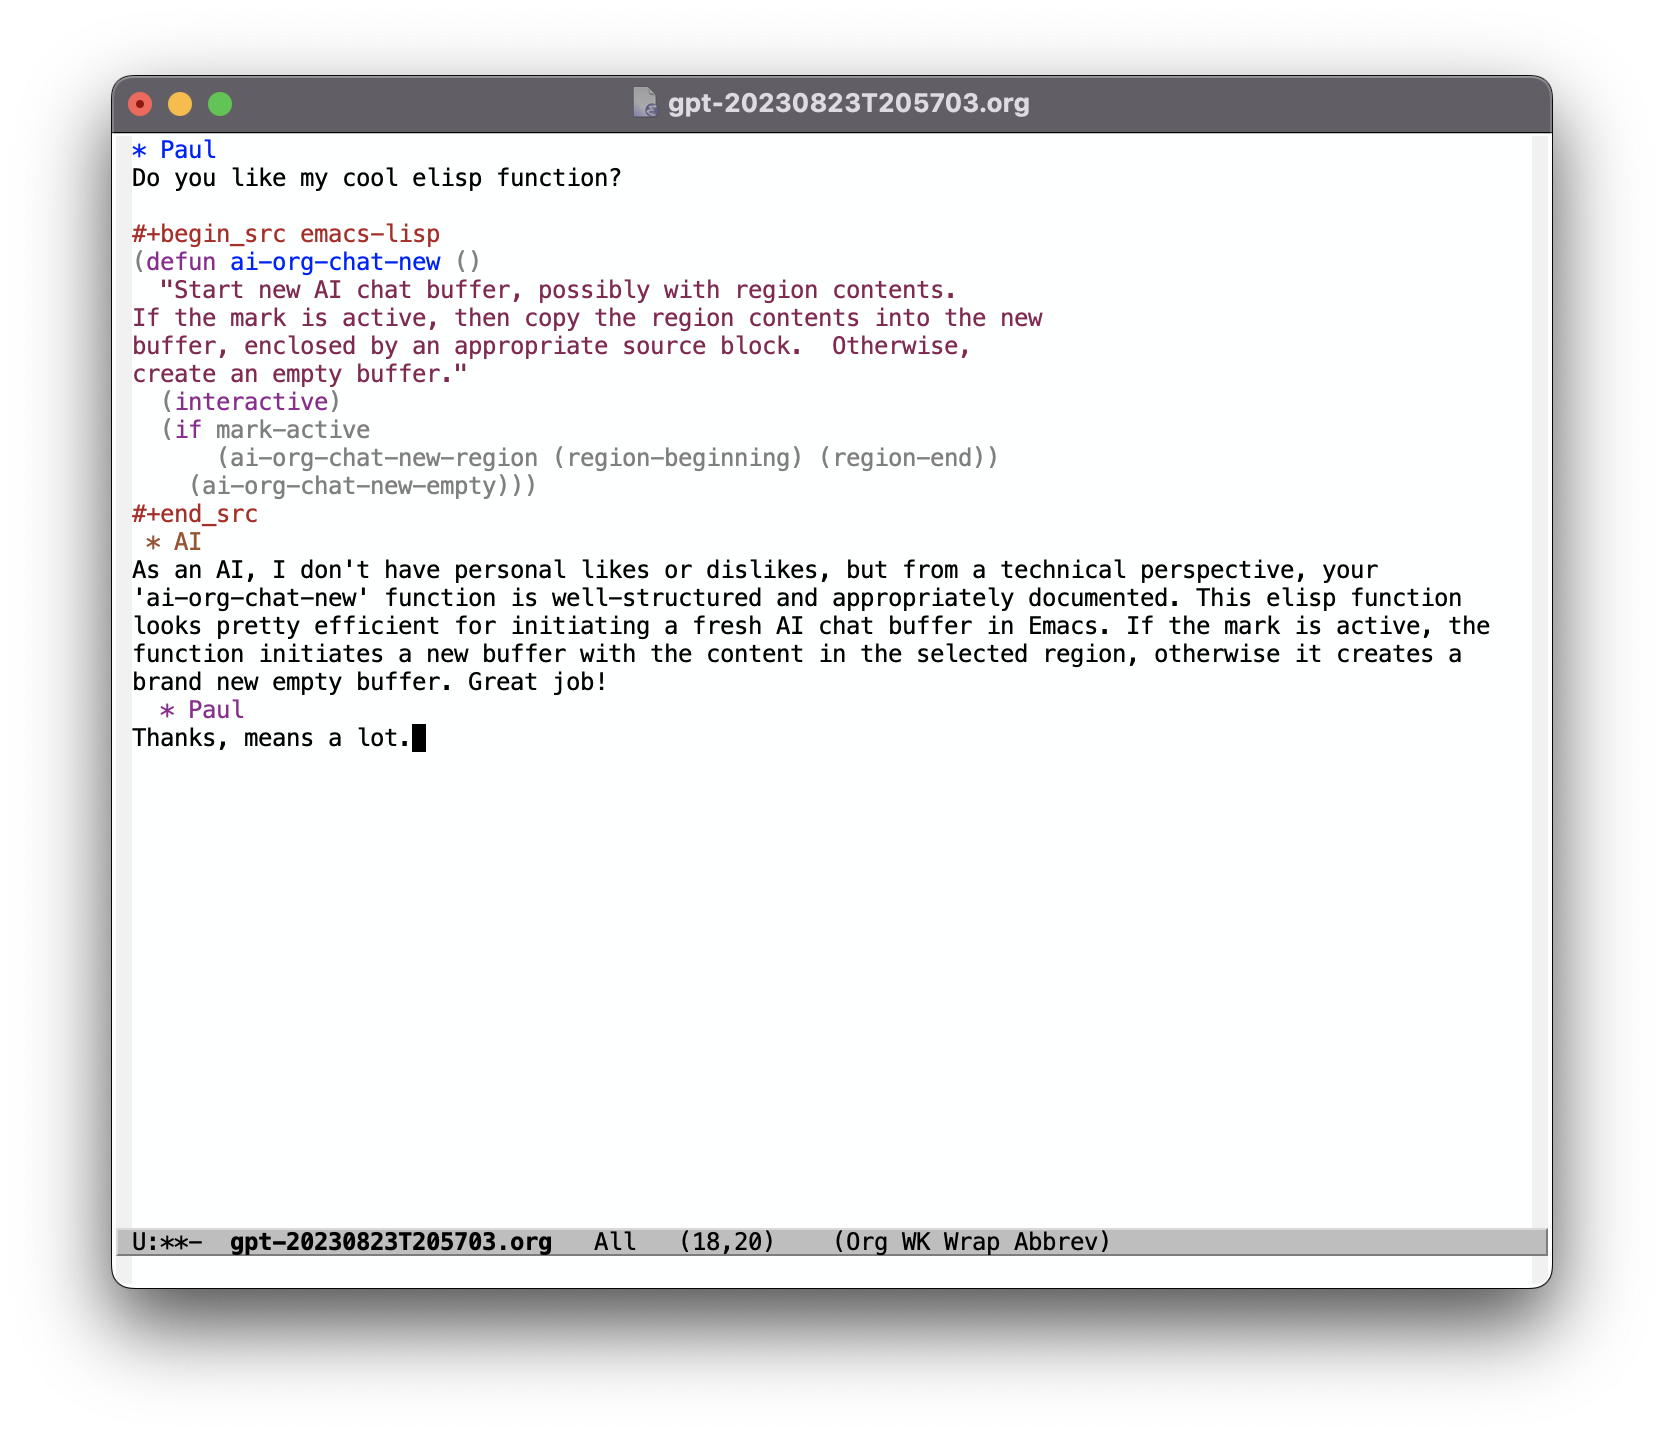 gpt-20230823T205703.org
* Paul
Do you like my cool elisp function?
#+begin_src emacs-lisp
(defun ai-org-chat-new ()
  "Start new AI chat buffer, possibly with region contents.
If the mark is active, then copy the region contents into the new
buffer, enclosed by an appropriate source block.  Otherwise,
create an empty buffer."
  (interactive)
  (if mark-active
      (ai-org-chat-new-region (region-beginning) (region-end))
    (ai-org-chat-new-empty)))
#+end_src
 * AI
As an AI, I don't have personal likes or dislikes, but from a technical perspective, your
'ai-org-chat-new' function is well-structured and appropriately documented. This elisp function
looks pretty efficient for initiating a fresh AI chat buffer in Emacs. If the mark is active, the
function initiates a new buffer with the content in the selected region, otherwise it creates a
brand new empty buffer. Great job!
  * Paul
Thanks, means a lot.
U:**-  gpt-20230823T205703.org   All   (18,20)    (Org WK Wrap Abbrev)